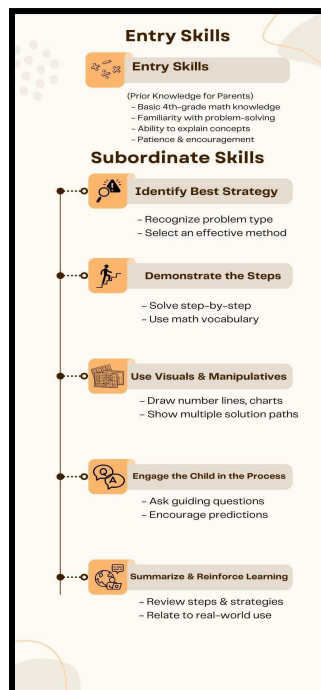 Entry Skills
Entry Skills
(Prior Knowledge for Parents)
– Basic 4th-grade math knowledge
– Familiarity with problem-solving
– Ability to explain concepts
– Patience & encouragement
Subordinate Skills
Identify Best Strategy
– Recognize problem type
– Select an effective method
Demonstrate the Steps
– Solve step-by-step
– Use math vocabulary
Use Visuals & Manipulatives
– Draw number lines, charts
– Show multiple solution paths
Q
A
Engage the Child in the Process
– Ask guiding questions
– Encourage predictions
Summarize & Reinforce Learning
– Review steps & strategies
– Relate to real-world use